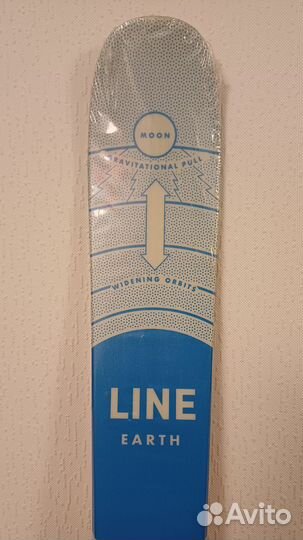 MOON
GRAVITATIONAL PULL
WIDENING ORBITS
LINE
EARTH
Avito